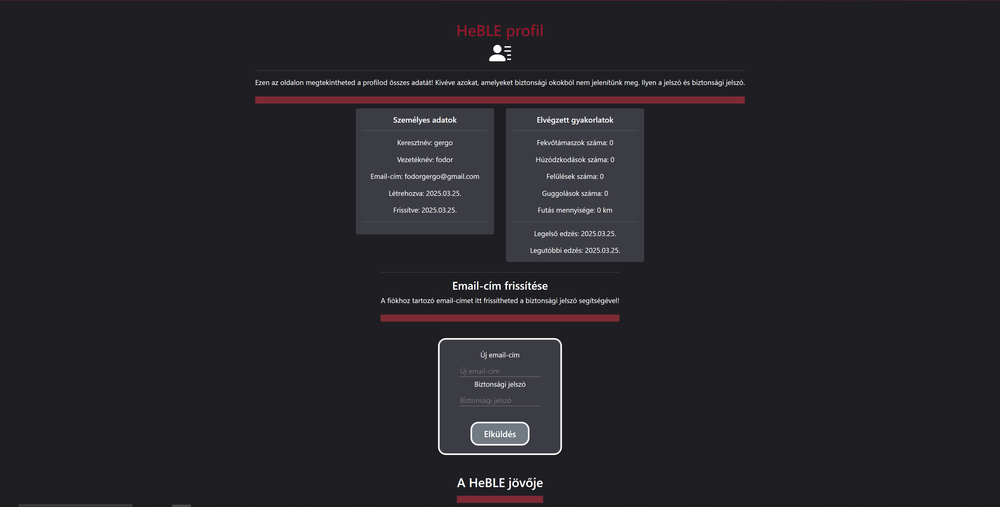 HeBLE profil
Ezen az oldalon megtekintheted a profilod összes adatát! Kivéve azokat, amelyeket biztonsági okokból nem jelenítünk meg. Ilyen a jelszó és biztonsági jelszó.
Személyes adatok
Keresztnév: gergo
Vezetéknév: fodor
Email-cím: fodorgergo@gmail.com
Létrehozva: 2025.03.25.
Frissítve: 2025.03.25.
Elvégzett gyakorlatok
Fekvőtámaszok száma: 0
Húzódzkodások száma: 0
Felülések száma: 0
Guggolások száma: 0
Futás mennyisége: 0 km
Legelső edzés: 2025.03.25.
Legutóbbi edzés: 2025.03.25.
Email-cím frissítése
A fiókhoz tartozó email-címet itt frissítheted a biztonsági jelszó segítségével!
Új email-cím
Új email-cím
Biztonsági jelszó
Biztonsági jelszó
Elküldés
A HeBLE jövője